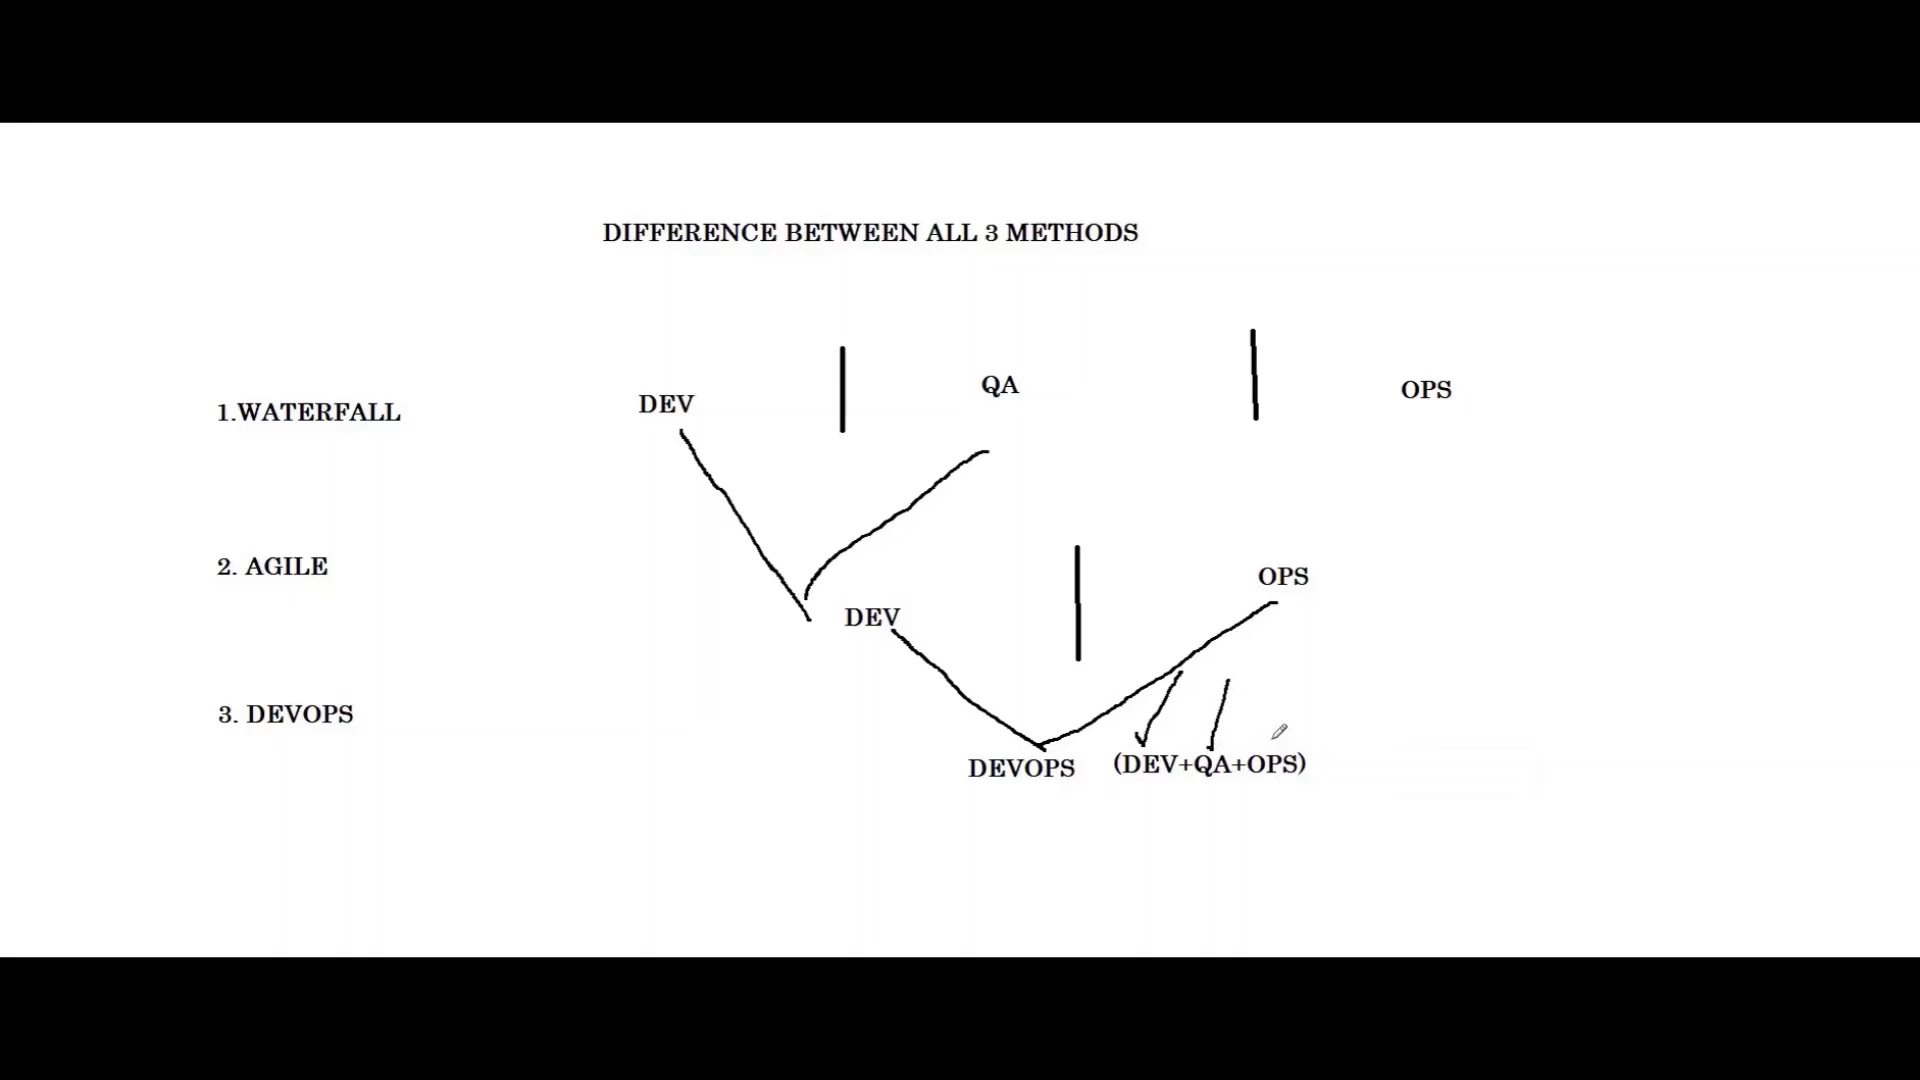 DIFFERENCE BETWEEN ALL 3 METHODS
1.WATERFALL DEV QA OPS
2. AGILE DEV OPS
3. DEVOPS DEVOPS (DEV+QA+OPS)